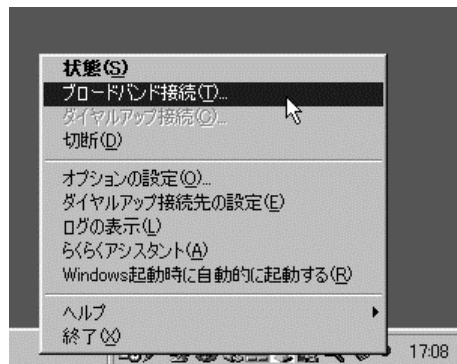 状態(S)
ブロードバンド接続(T)...
ダイヤルアップ接続(C)...
切断(D)
オプションの設定(O)...
ダイヤルアップ接続先の設定(E)
ログの表示(L)
らくらくアシスタント(A)
Windows起動時に自動的に起動する(R)
ヘルプ
終了(X)
17:08